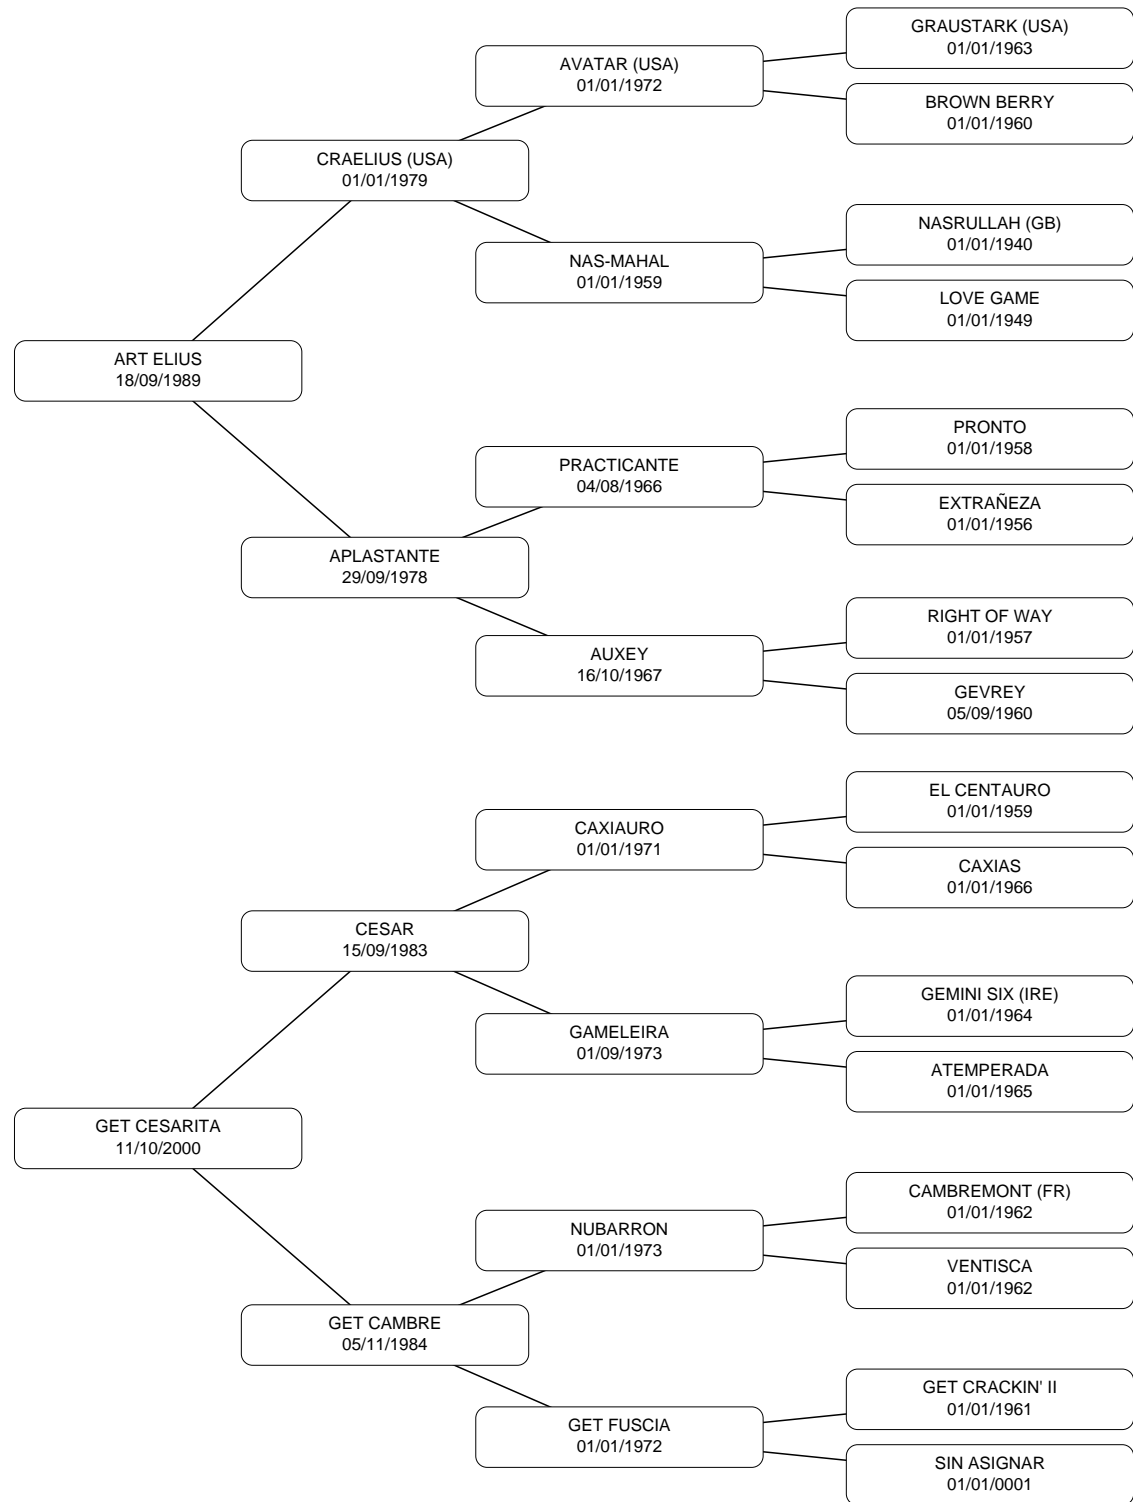 GRAUSTARK (USA)
01/01/1963
AVATAR (USA)
01/01/1972
BROWN BERRY
01/01/1960
CRAELIUS (USA)
01/01/1979
NASRULLAH (GB)
01/01/1940
NAS-MAHAL
01/01/1959
LOVE GAME
01/01/1949
ART ELIUS
18/09/1989
PRONTO
01/01/1958
PRACTICANTE
04/08/1966
EXTRAÑEZA
01/01/1956
APLASTANTE
29/09/1978
RIGHT OF WAY
01/01/1957
AUXEY
16/10/1967
GEVREY
05/09/1960
EL CENTAURO
01/01/1959
CAXIAURO
01/01/1971
CAXIAS
01/01/1966
CESAR
15/09/1983
GEMINI SIX (IRE)
01/01/1964
GAMELEIRA
01/09/1973
ATEMPERADA
01/01/1965
GET CESARITA
11/10/2000
CAMBREMONT (FR)
01/01/1962
NUBARRON
01/01/1973
VENTISCA
01/01/1962
GET CAMBRE
05/11/1984
GET CRACKIN' II
01/01/1961
GET FUSCIA
01/01/1972
SIN ASIGNAR
01/01/0001